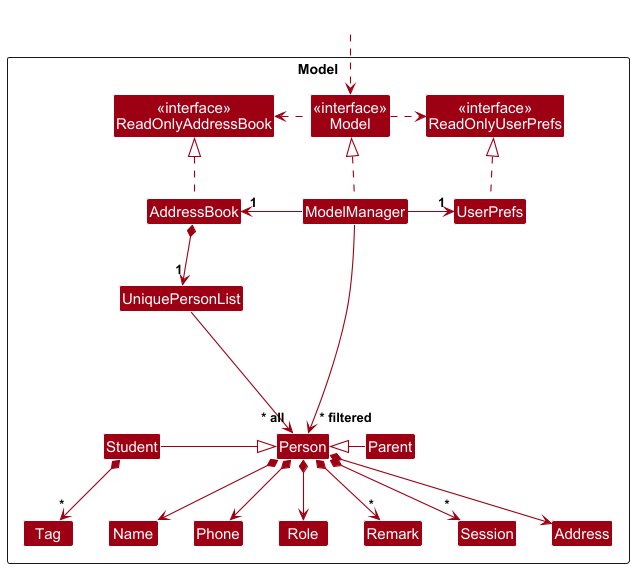 Model
«interface»
ReadOnlyAddressBook
«interface»
Model
«interface»
ReadOnlyUserPrefs
AddressBook
1
ModelManager
1
UserPrefs
1
UniquePersonList
* all
* filtered
Student
Person
Parent
*
*
*
Tag
Name
Phone
Role
Remark
Session
Address